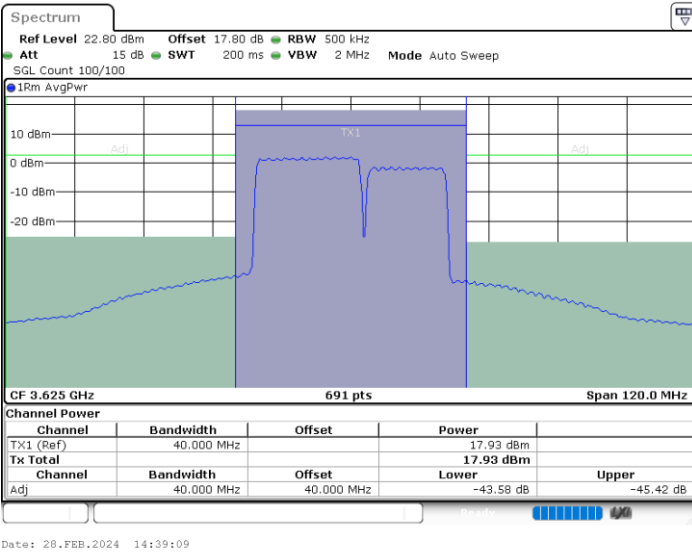 Spectrum
Ref Level 22.80 dBm Offset 17.80 dB RBW 500 kHz
Att 15 dB SWT 200 ms VBW 2 MHz Mode Auto Sweep
SGL Count 100/100
1Rm AvgPwr
10 dBm
TX1
Adj
Adj
0 dBm
-10 dBm
-20 dBm
CF 3.625 GHz 691 pts Span 120.0 MHz
Channel Power
Channel Bandwidth Offset Power
TX1 (Ref) 40.000 MHz 17.93 dBm
Tx Total 17.93 dBm
Channel Bandwidth Offset Lower Upper
Adj 40.000 MHz 40.000 MHz -43.58 dB -45.42 dB
Ready
Date: 28.FEB.2024 14:39:09